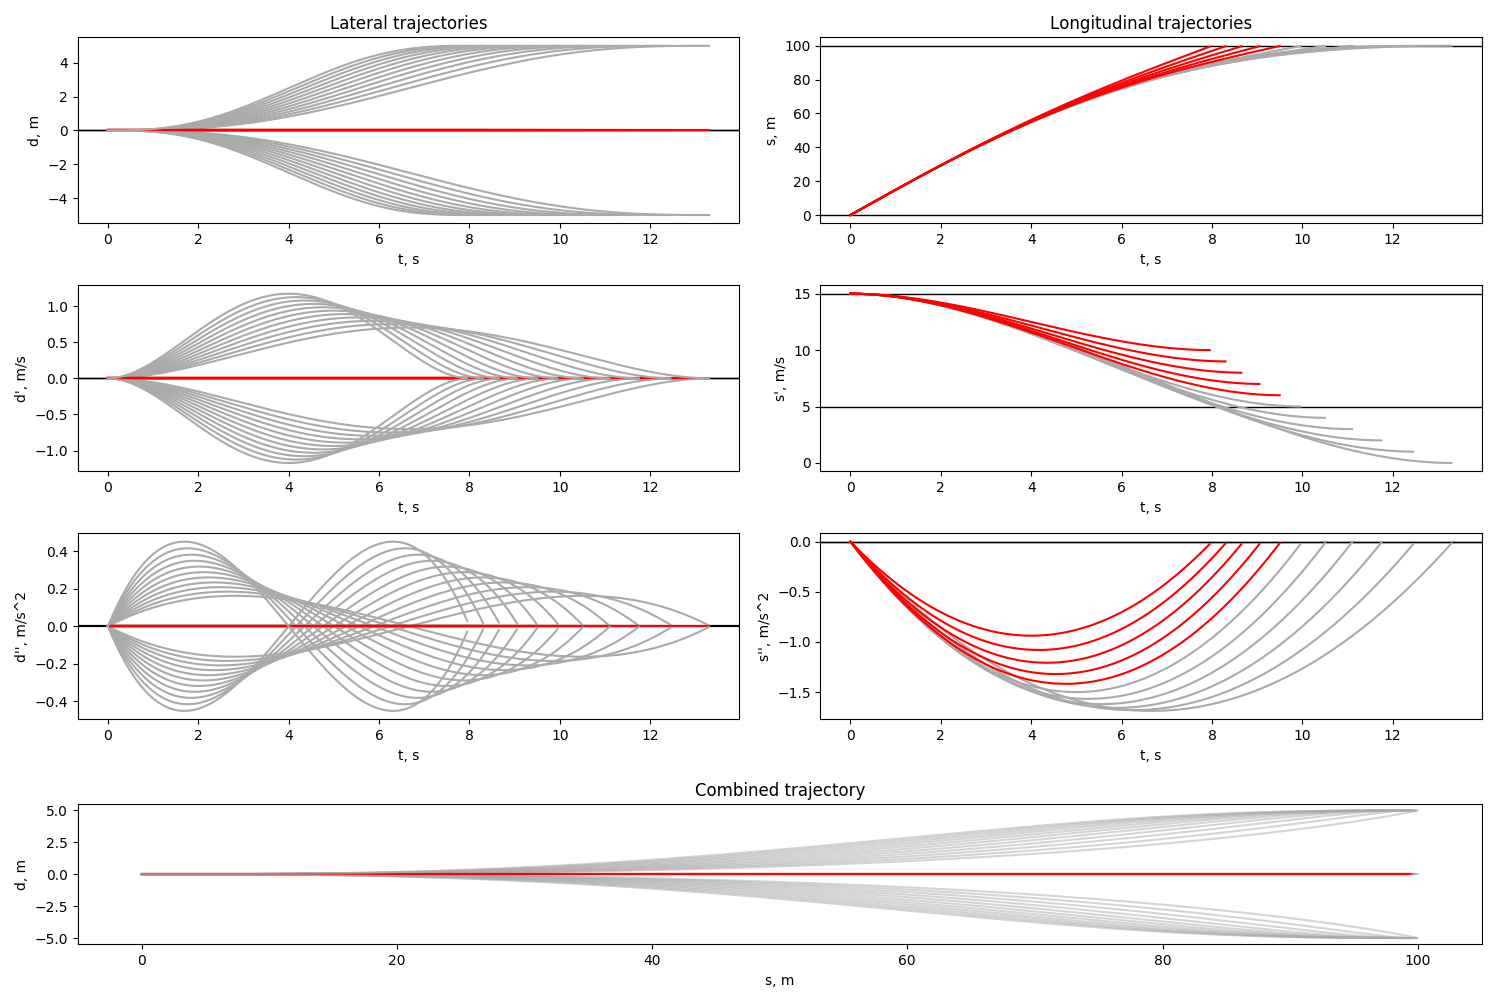 Lateral trajectories
4
2
0
−2
−4
d, m
0 2 4 6 8 10 12
t, s
Longitudinal trajectories
100
80
60
40
20
0
s, m
0 2 4 6 8 10 12
t, s
1.0
0.5
0.0
−0.5
−1.0
d', m/s
0 2 4 6 8 10 12
t, s
15
10
5
0
s', m/s
0 2 4 6 8 10 12
t, s
0.4
0.2
0.0
−0.2
−0.4
d'', m/s^2
0 2 4 6 8 10 12
t, s
0.0
−0.5
−1.0
−1.5
s'', m/s^2
0 2 4 6 8 10 12
t, s
Combined trajectory
5.0
2.5
0.0
−2.5
−5.0
d, m
0 20 40 60 80 100
s, m